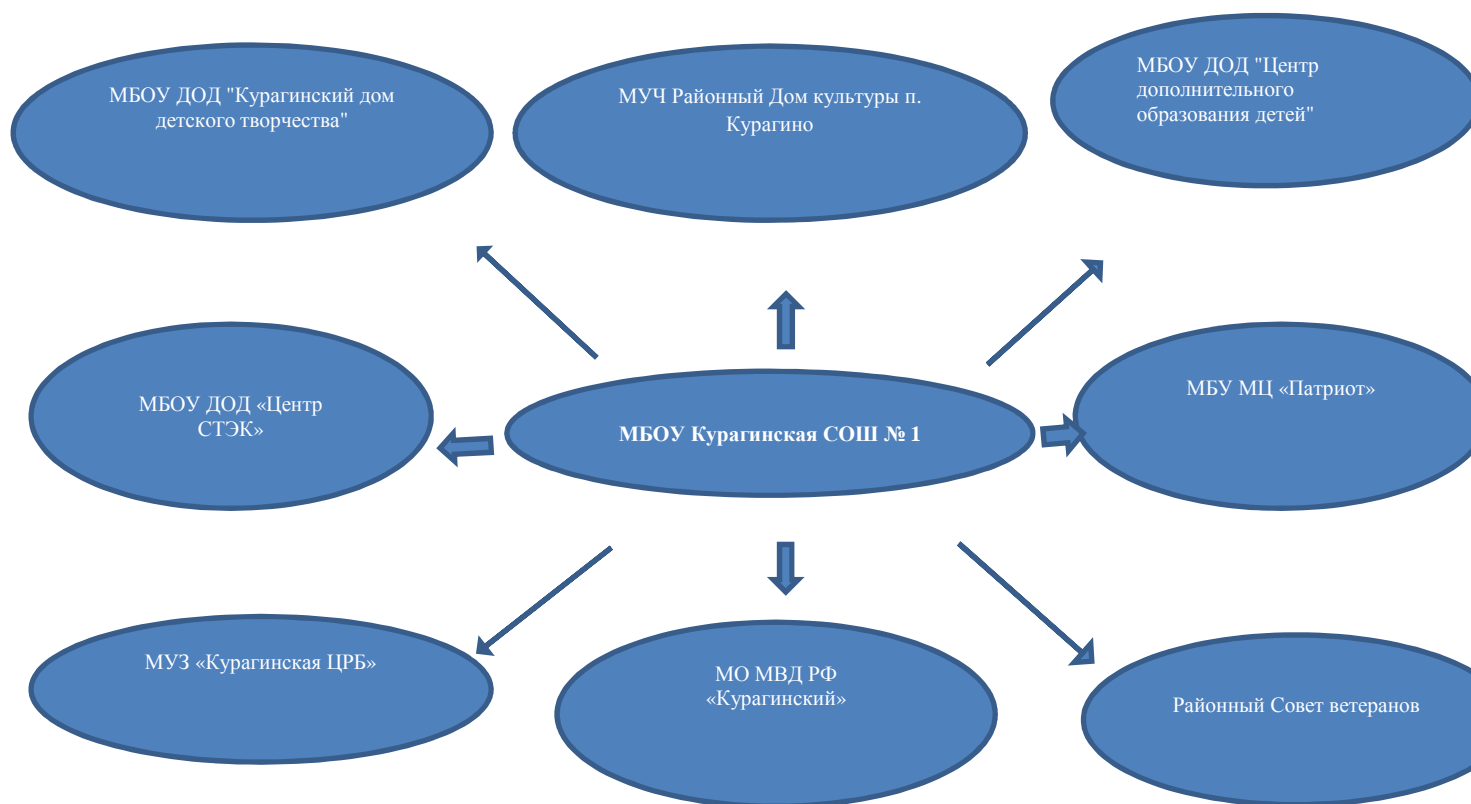 МБОУ ДОД "Курагинский дом
детского творчества"
МУЧ Районный Дом культуры п.
Курагино
МБОУ ДОД "Центр
дополнительного
образования детей"
МБОУ ДОД «Центр
СТЭК»
МБОУ Курагинская СОШ № 1
МБУ МЦ «Патриот»
МУЗ «Курагинская ЦРБ»
МО МВД РФ
«Курагинский»
Районный Совет ветеранов